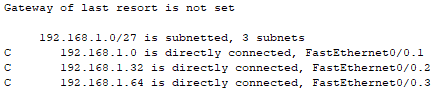 Gateway of last resort is not set
192.168.1.0/27 is subnetted, 3 subnets
C 192.168.1.0 is directly connected, FastEthernet0/0.1
C 192.168.1.32 is directly connected, FastEthernet0/0.2
C 192.168.1.64 is directly connected, FastEthernet0/0.3